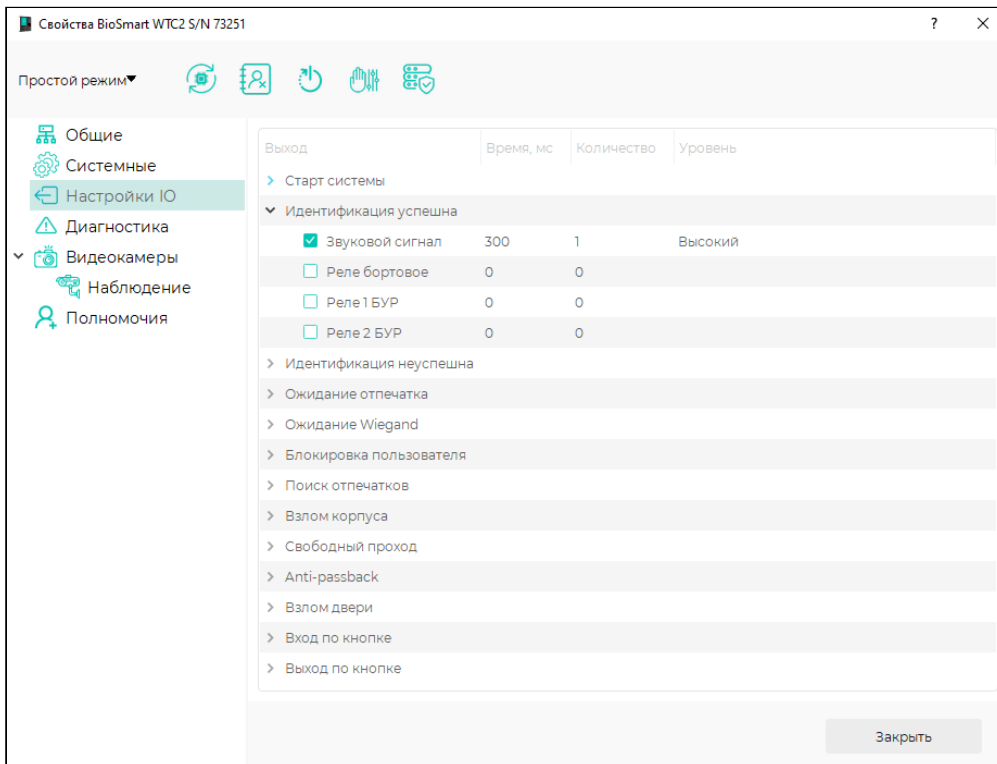 Свойства BioSmart WTC2 S/N 73251
Простой режим
Общие
Системные
Настройки IO
Диагностика
Видеокамеры
Наблюдение
Полномочия
Выход Время, мс Количество Уровень
Старт системы
Идентификация успешна
Звуковой сигнал 300 1 Высокий
Реле бортовое 0 0
Реле 1 БУР 0 0
Реле 2 БУР 0 0
Идентификация неуспешна
Ожидание отпечатка
Ожидание Wiegand
Блокировка пользователя
Поиск отпечатков
Взлом корпуса
Свободный проход
Anti-passback
Взлом двери
Вход по кнопке
Выход по кнопке
Закрыть